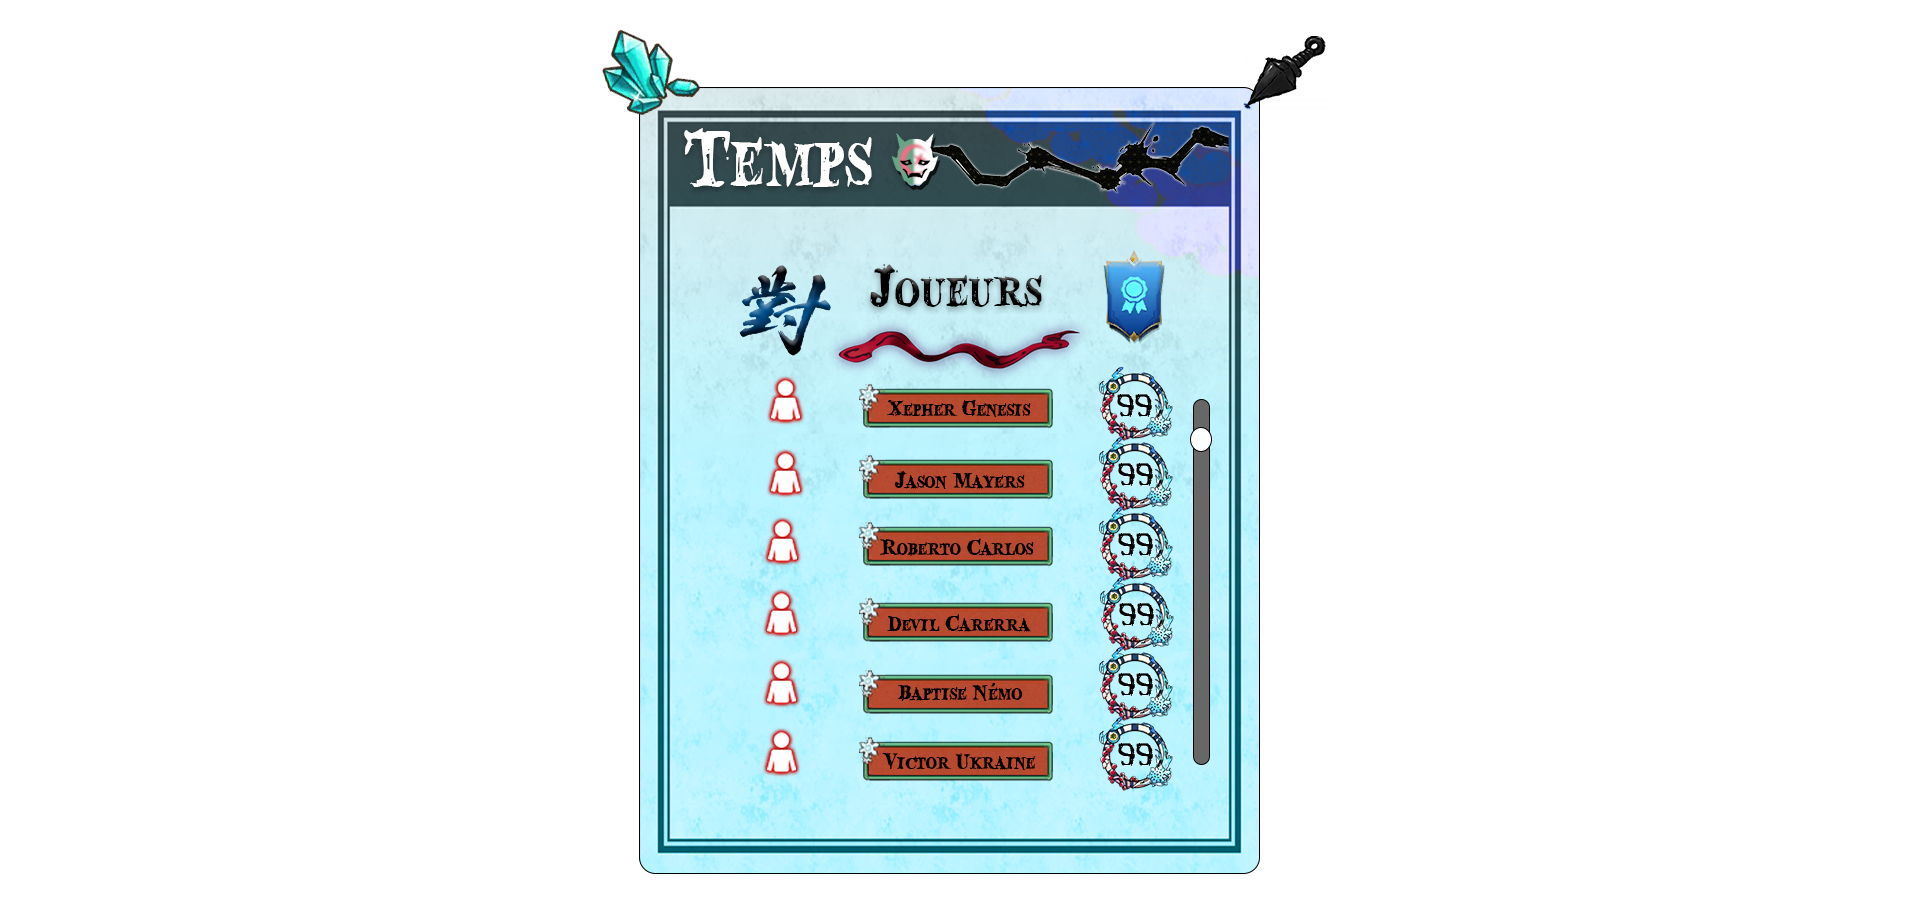 Temps
對 Joueurs
Xepher Genesis 99
Jason Mayers 99
Roberto Carlos 99
Devil Carerra 99
Baptise Némo 99
Victor Ukraine 99